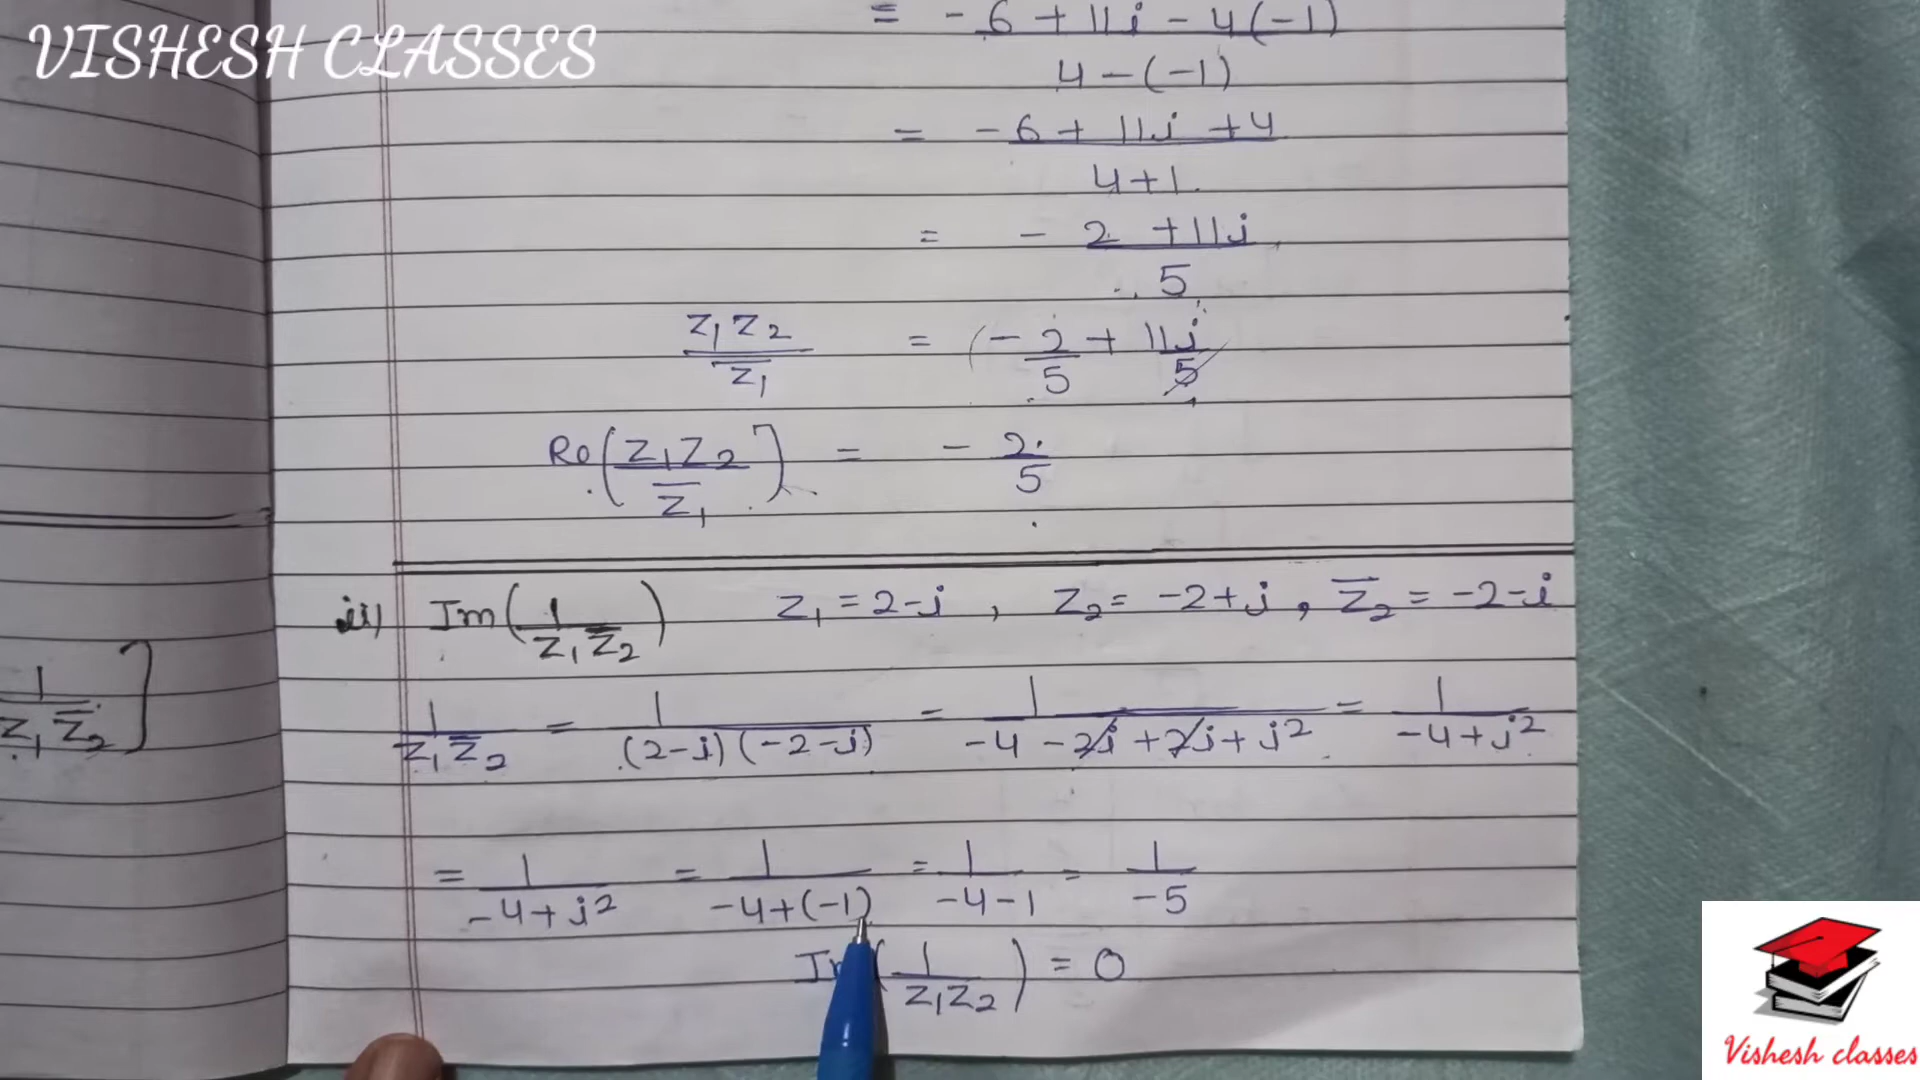 VISHESH CLASSES
= -6 + 11i - 4(-1)
4 - (-1)
= -6 + 11i + 4
4+1
= -2 + 11i
5
z₁z₂ / z̅₁ = (-2/5 + 11i/5
Re(z₁z₂ / z̅₁) = -2/5
ii) Im(1 / z₁z̅₂) z₁ = 2-i , z₂ = -2+i , z̅₂ = -2-i
1 / z₁z̅₂ = 1 / (2-i)(-2-i) = 1 / -4 -2i +2i + i² = 1 / -4+i²
1 / z₁z̅₂]
= 1 / -4+i² = 1 / -4+(-1) = 1 / -4-1 = 1 / -5
(1 / z₁z₂) = 0
Vishesh classes